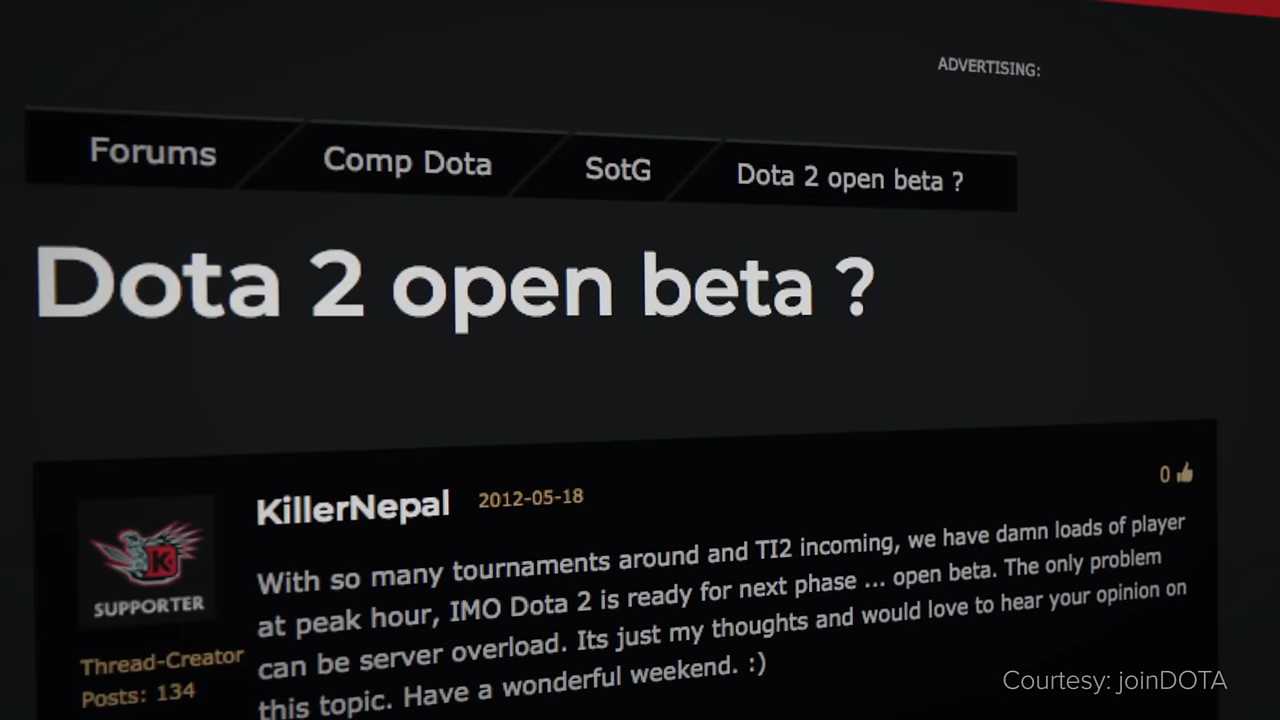 ADVERTISING:
Forums Comp Dota SotG Dota 2 open beta ?
Dota 2 open beta ?
KillerNepal 2012-05-18 0
With so many tournaments around and TI2 incoming, we have damn loads of player
at peak hour, IMO Dota 2 is ready for next phase ... open beta. The only problem
can be server overload. Its just my thoughts and would love to hear your opinion on
this topic. Have a wonderful weekend. :)
K
SUPPORTER
Thread-Creator
Posts: 134
Courtesy: joinDOTA